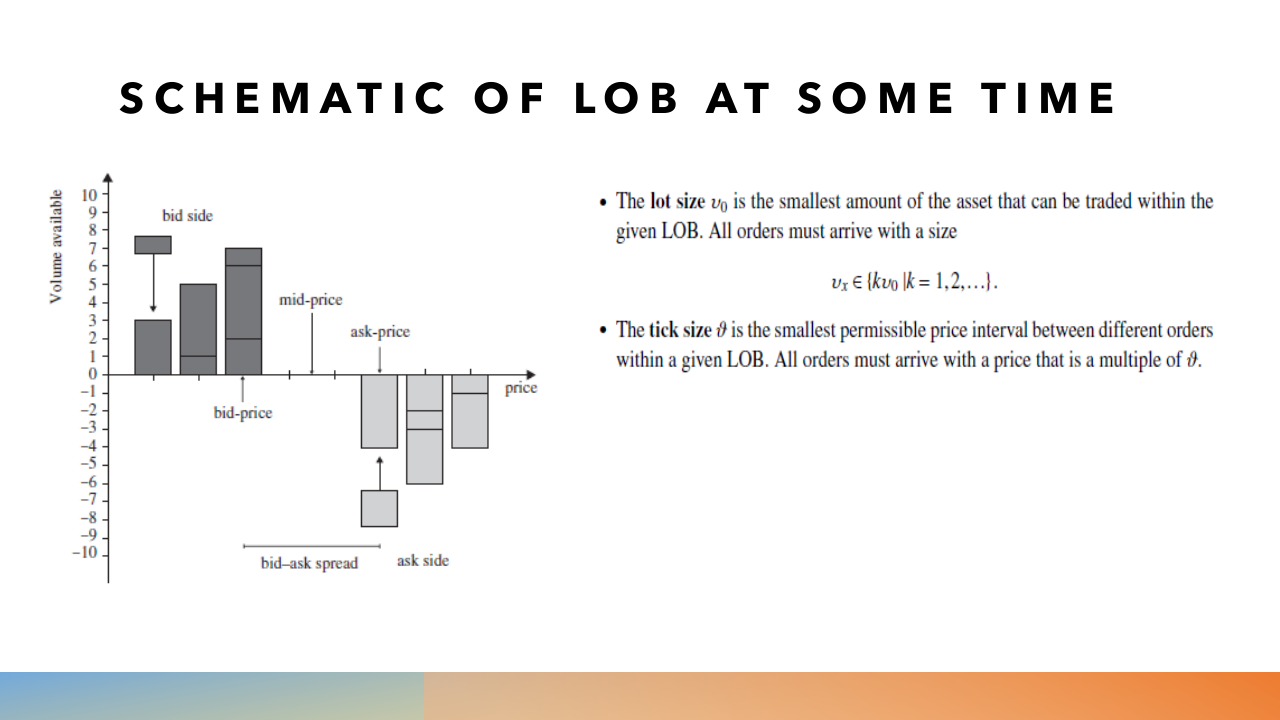 SCHEMATIC OF LOB AT SOME TIME
Volume available
10
9
8
7
6
5
4
3
2
1
0
−1
−2
−3
−4
−5
−6
−7
−8
−9
−10
bid side
mid-price
ask-price
price
bid-price
bid–ask spread
ask side
• The lot size υ₀ is the smallest amount of the asset that can be traded within the
given LOB. All orders must arrive with a size
υₓ ∈ {kυ₀ |k = 1,2,…}.
• The tick size ϑ is the smallest permissible price interval between different orders
within a given LOB. All orders must arrive with a price that is a multiple of ϑ.